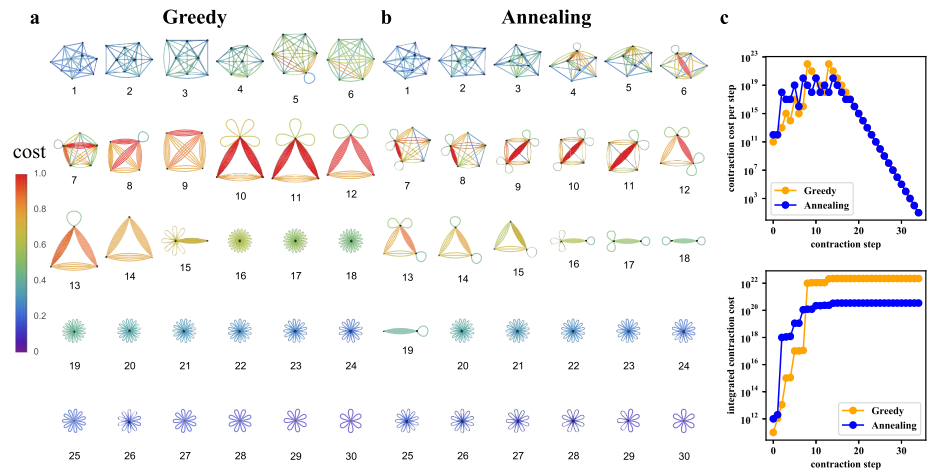 a Greedy b Annealing c
1 2 3 4 5 6 1 2 3 4 5 6
cost
7 8 9 10 11 12 7 8 9 10 11 12
1.0
0.8
0.6
0.4
0.2
0
13 14 15 16 17 18 13 14 15 16 17 18
19 20 21 22 23 24 19 20 21 22 23 24
25 26 27 28 29 30 25 26 27 28 29 30
contraction cost per step
10^23
10^19
10^15
10^11
10^7
10^3
Greedy
Annealing
0 10 20 30
contraction step
integrated contraction cost
10^22
10^20
10^18
10^16
10^14
10^12
Greedy
Annealing
0 10 20 30
contraction step